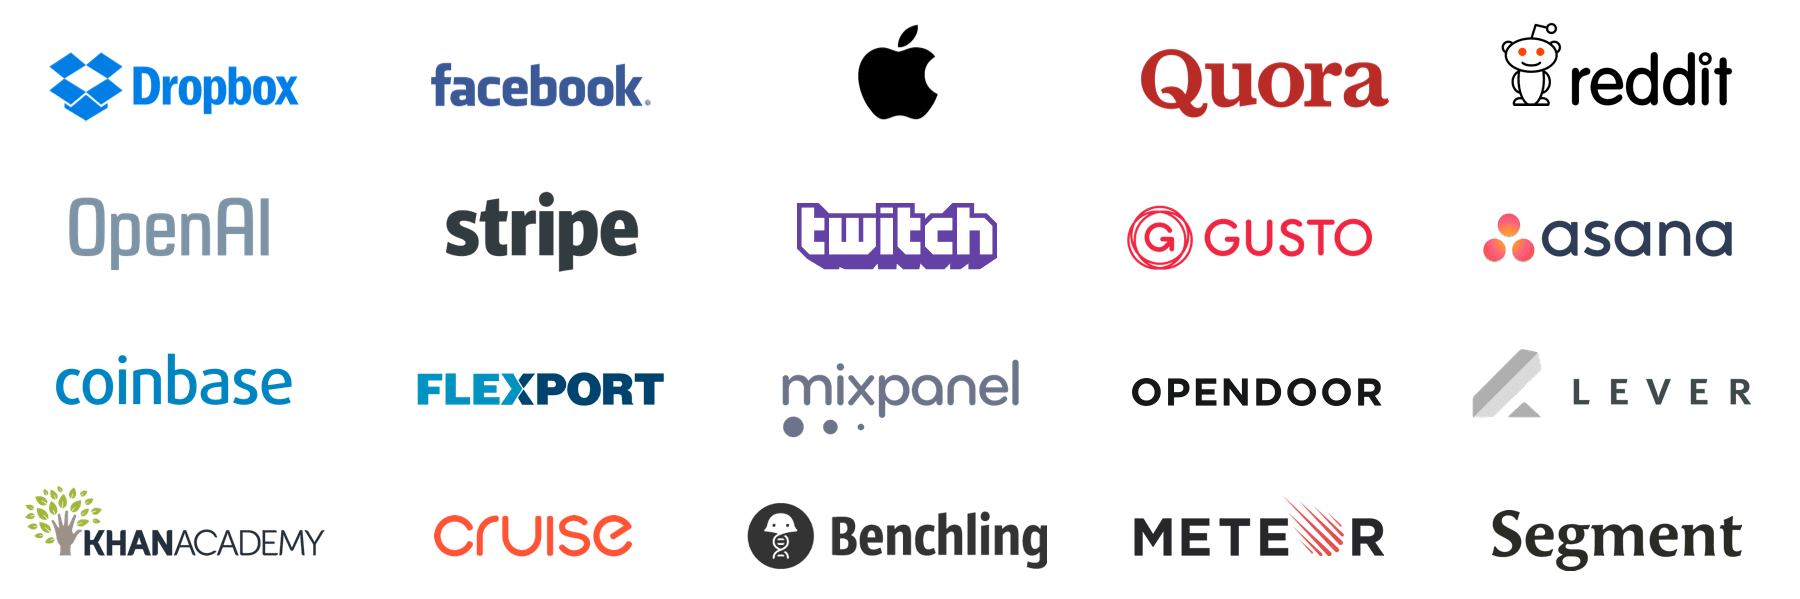 Dropbox facebook® Quora reddit
OpenAI stripe twitch G GUSTO asana
coinbase FLEXPORT mixpanel OPENDOOR LEVER
KHANACADEMY cruise Benchling METEOR Segment